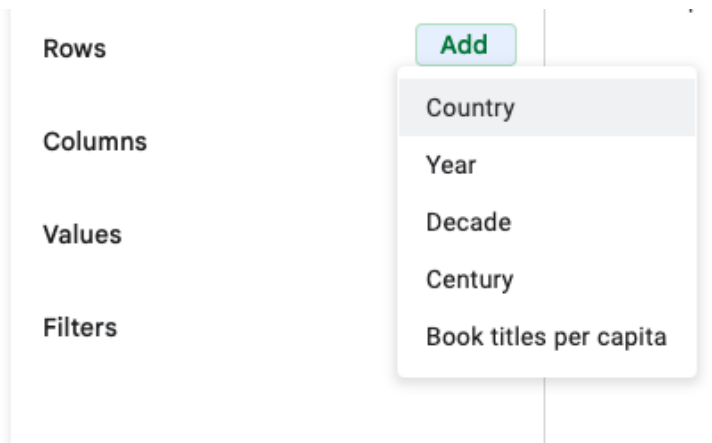 Rows
Add
Country
Columns
Year
Values
Decade
Century
Filters
Book titles per capita